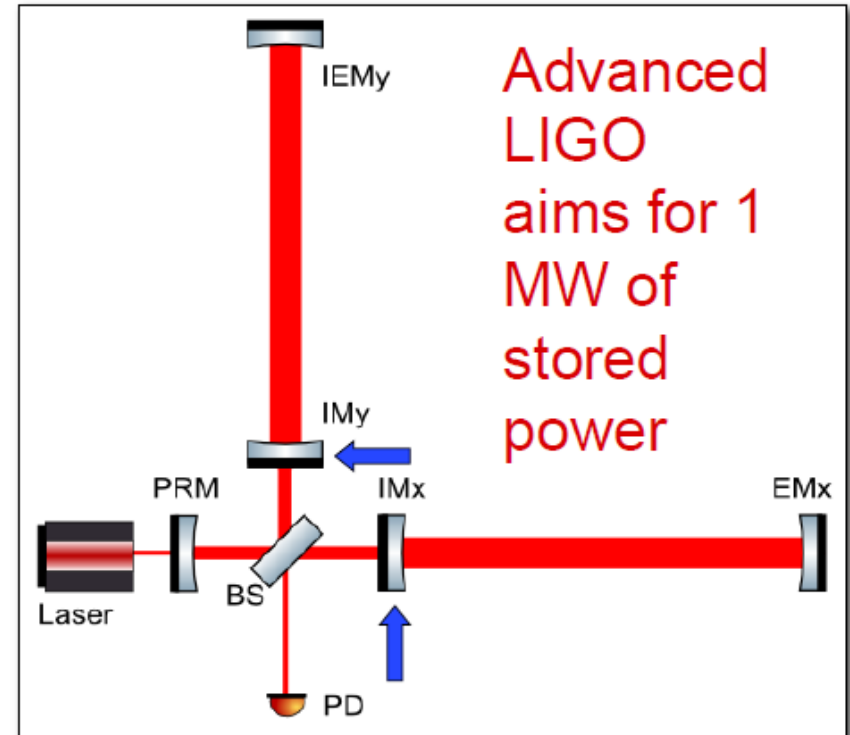 IEMy
Advanced
LIGO
aims for 1
MW of
stored
power
IMy
PRM
IMx
EMx
BS
Laser
PD